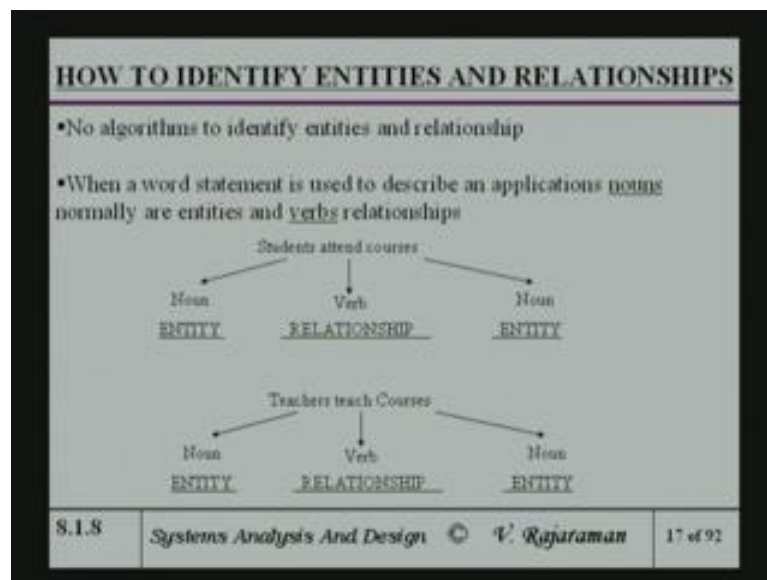 HOW TO IDENTIFY ENTITIES AND RELATIONSHIPS
▪No algorithms to identify entities and relationship
▪When a word statement is used to describe an applications nouns
normally are entities and verbs relationships
Students attend courses
Noun Verb Noun
ENTITY RELATIONSHIP ENTITY
Teachers teach Courses
Noun Verb Noun
ENTITY RELATIONSHIP ENTITY
8.1.8 Systems Analysis And Design © V. Rajaraman 17 of 92